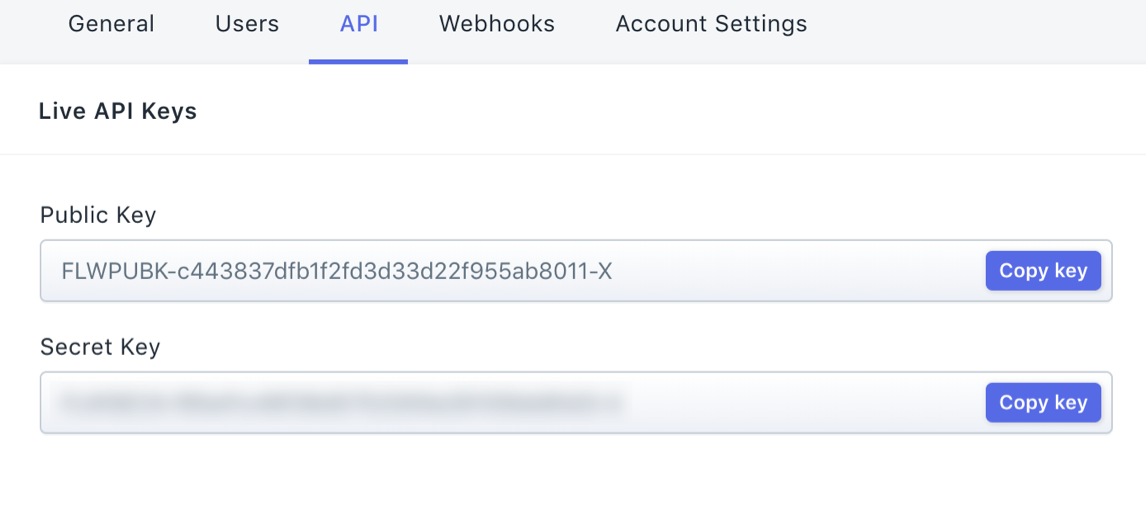 General Users API Webhooks Account Settings
Live API Keys
Public Key
FLWPUBK-c443837dfb1f2fd3d33d22f955ab8011-X Copy key
Secret Key
Copy key